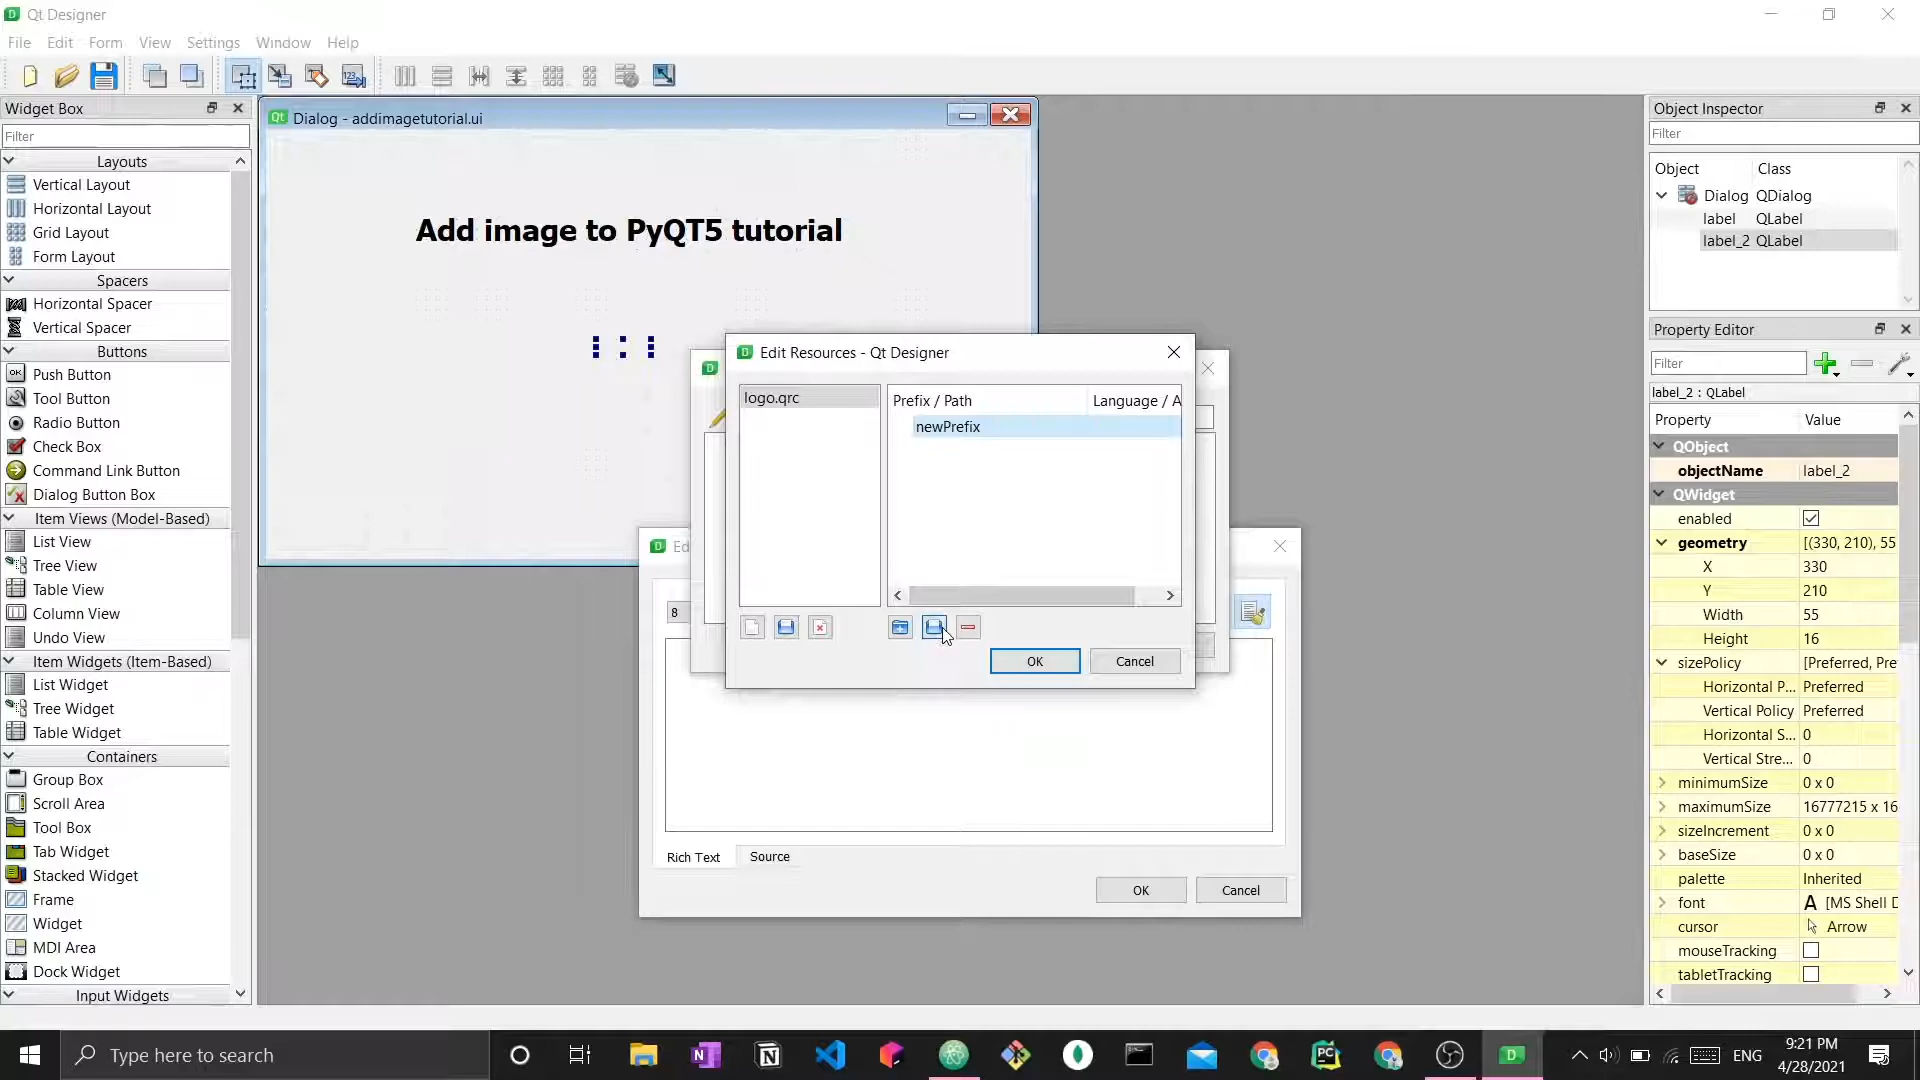 Qt Designer
File Edit Form View Settings Window Help
Widget Box
Filter
Layouts
Vertical Layout
Horizontal Layout
Grid Layout
Form Layout
Spacers
Horizontal Spacer
Vertical Spacer
Buttons
Push Button
Tool Button
Radio Button
Check Box
Command Link Button
Dialog Button Box
Item Views (Model-Based)
List View
Tree View
Table View
Column View
Undo View
Item Widgets (Item-Based)
List Widget
Tree Widget
Table Widget
Containers
Group Box
Scroll Area
Tool Box
Tab Widget
Stacked Widget
Frame
Widget
MDI Area
Dock Widget
Input Widgets
Dialog - addimagetutorial.ui
Add image to PyQT5 tutorial
Edit Resources - Qt Designer
logo.qrc
Prefix / Path Language / A
newPrefix
OK Cancel
Ed
8
Rich Text Source
OK Cancel
Object Inspector
Filter
Object Class
Dialog QDialog
label QLabel
label_2 QLabel
Property Editor
Filter
label_2 : QLabel
Property Value
QObject
objectName label_2
QWidget
enabled
geometry [(330, 210), 55
X 330
Y 210
Width 55
Height 16
sizePolicy [Preferred, Pre
Horizontal P... Preferred
Vertical Policy Preferred
Horizontal S... 0
Vertical Stre... 0
minimumSize 0 x 0
maximumSize 16777215 x 16
sizeIncrement 0 x 0
baseSize 0 x 0
palette Inherited
font A [MS Shell D
cursor Arrow
mouseTracking
tabletTracking
Type here to search
ENG
9:21 PM
4/28/2021